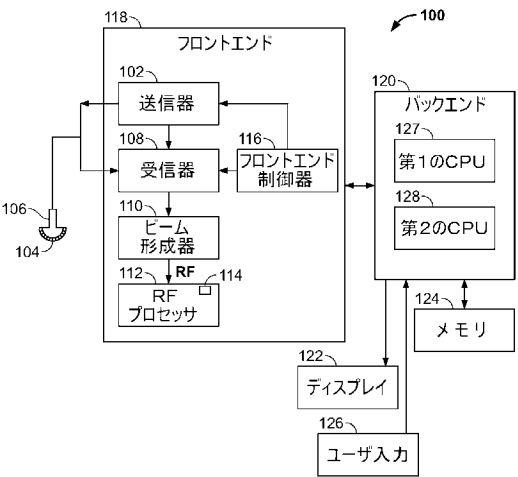 100
118
フロントエンド
102
送信器
108
受信器
116
フロントエンド
制御器
106
104
110
ビーム
形成器
RF
112
114
RF
プロセッサ
120
バックエンド
127
第1のCPU
128
第2のCPU
124
メモリ
122
ディスプレイ
126
ユーザ入力